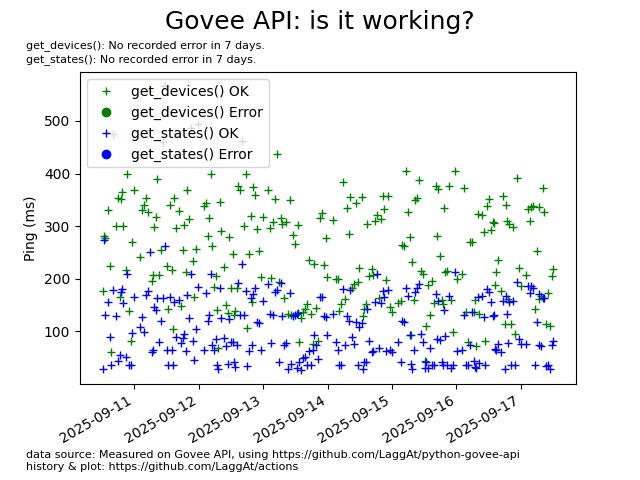 Govee API: is it working?
get_devices(): No recorded error in 7 days.
get_states(): No recorded error in 7 days.
get_devices() OK
get_devices() Error
get_states() OK
get_states() Error
Ping (ms)
500
400
300
200
100
2025-09-11
2025-09-12
2025-09-13
2025-09-14
2025-09-15
2025-09-16
2025-09-17
data source: Measured on Govee API, using https://github.com/LaggAt/python-govee-api
history & plot: https://github.com/LaggAt/actions